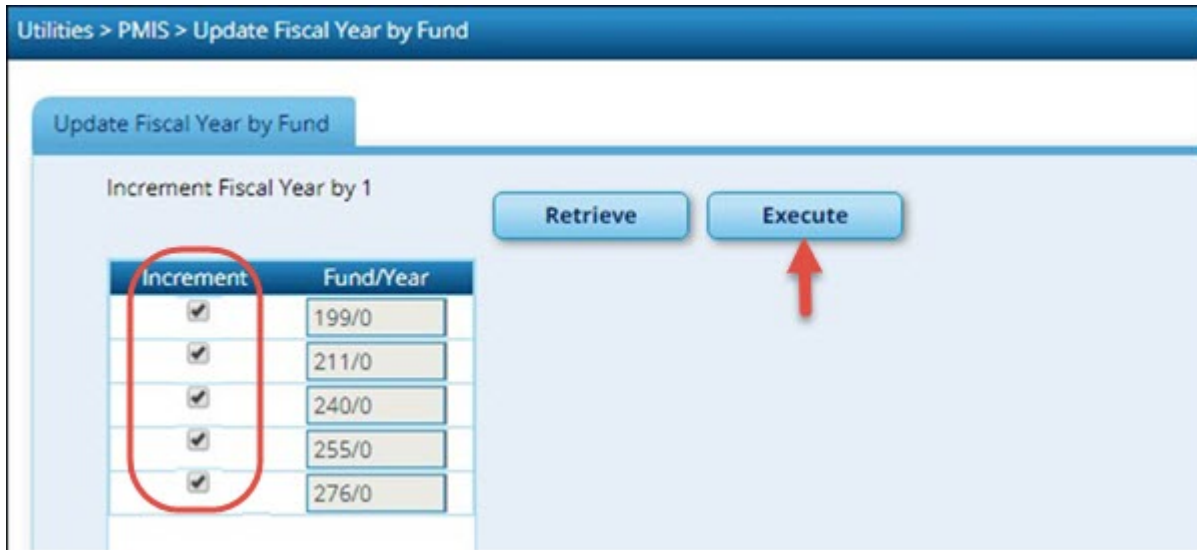 Utilities > PMIS > Update Fiscal Year by Fund
Update Fiscal Year by Fund
Increment Fiscal Year by 1
Retrieve Execute
Increment Fund/Year
199/0
211/0
240/0
255/0
276/0